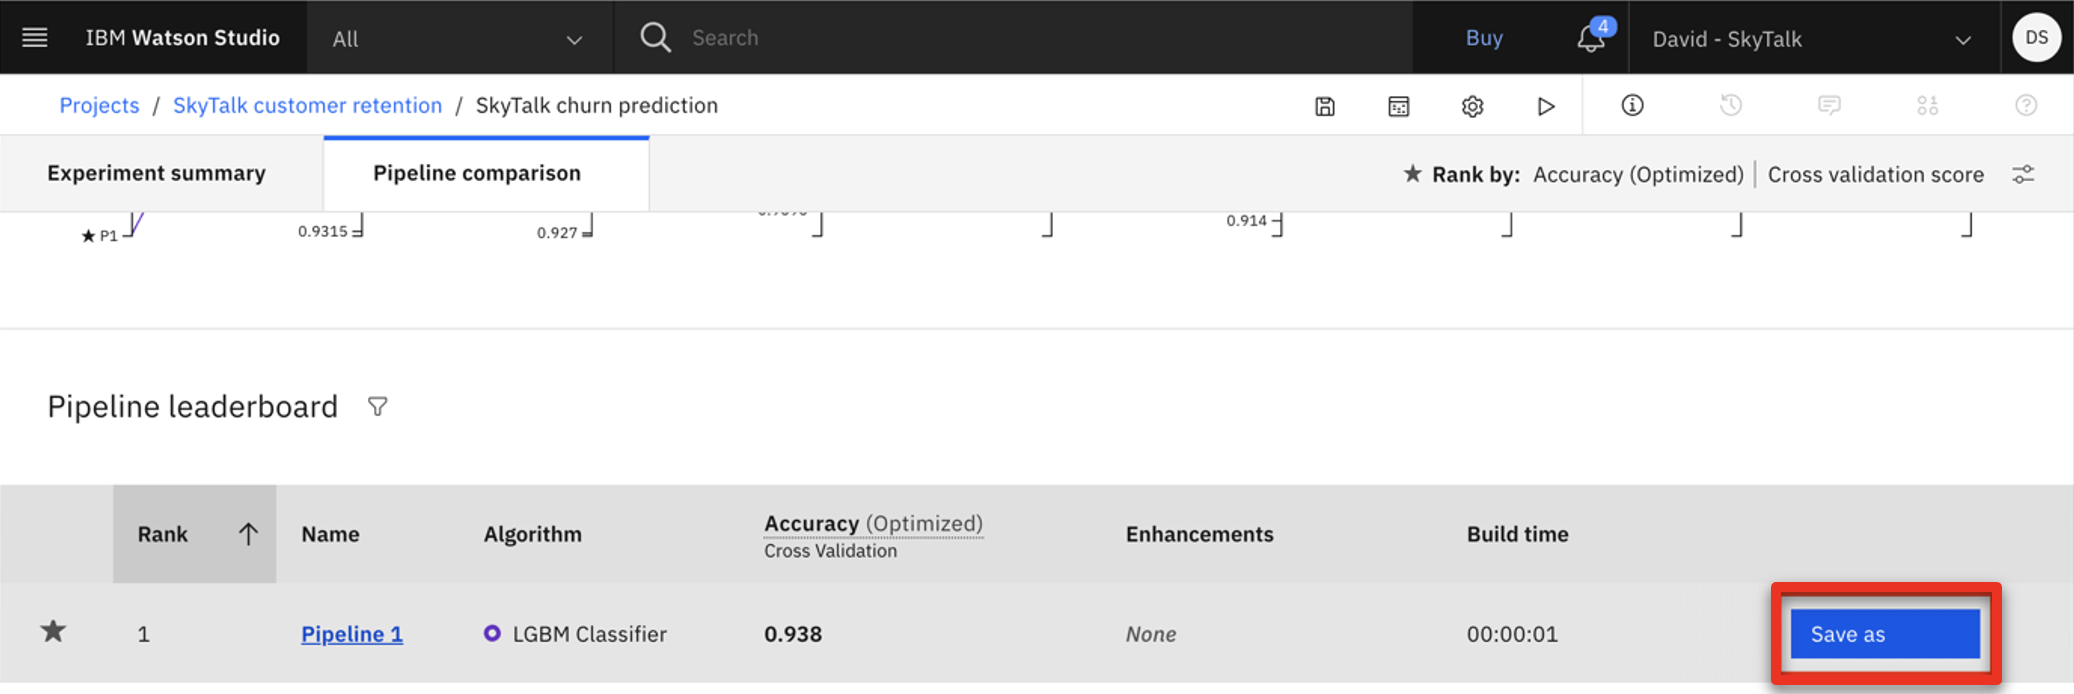 IBM Watson Studio All Search Buy 4 David - SkyTalk DS
Projects / SkyTalk customer retention / SkyTalk churn prediction
Experiment summary Pipeline comparison ★ Rank by: Accuracy (Optimized) | Cross validation score
★ P1 0.9315 0.927 0.914
Pipeline leaderboard
Rank Name Algorithm Accuracy (Optimized) Enhancements Build time
Cross Validation
1 Pipeline 1 LGBM Classifier 0.938 None 00:00:01 Save as